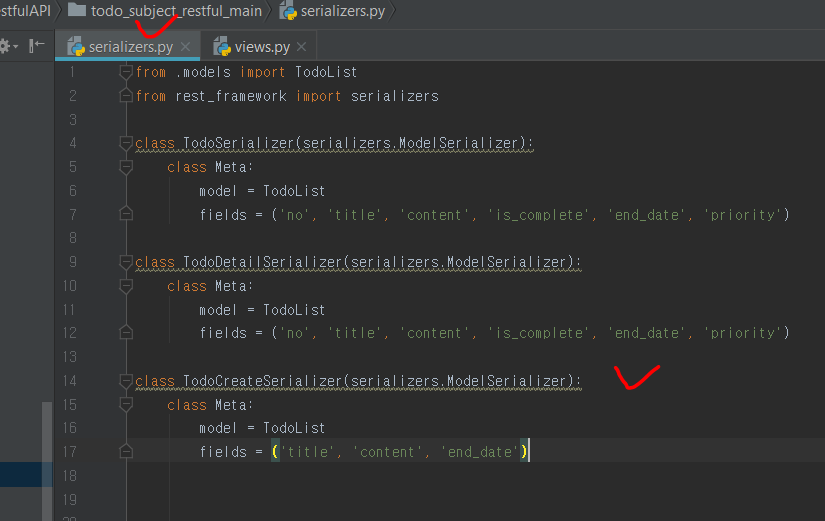 estfulAPI todo_subject_restful_main serializers.py
serializers.py views.py
1 from .models import TodoList
2 from rest_framework import serializers
3
4 class TodoSerializer(serializers.ModelSerializer):
5 class Meta:
6 model = TodoList
7 fields = ('no', 'title', 'content', 'is_complete', 'end_date', 'priority')
8
9 class TodoDetailSerializer(serializers.ModelSerializer):
10 class Meta:
11 model = TodoList
12 fields = ('no', 'title', 'content', 'is_complete', 'end_date', 'priority')
13
14 class TodoCreateSerializer(serializers.ModelSerializer):
15 class Meta:
16 model = TodoList
17 fields = ('title', 'content', 'end_date')
18
19